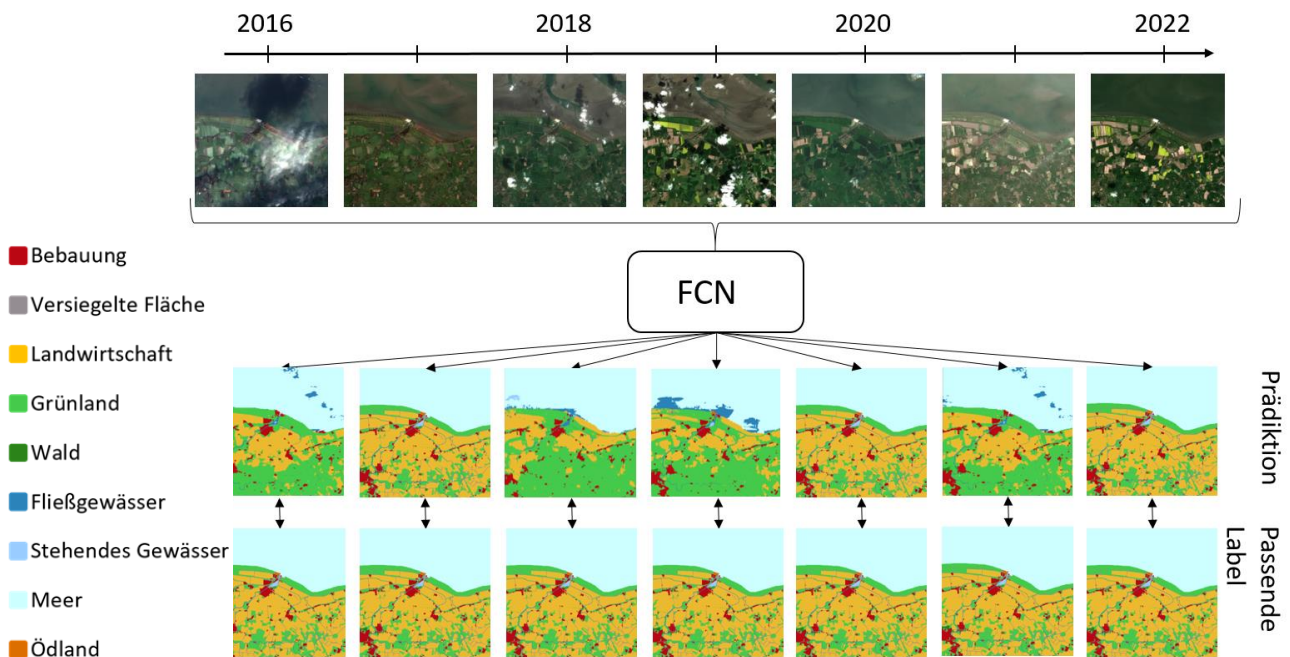 2016 2018 2020 2022
FCN
Bebauung
Versiegelte Fläche
Landwirtschaft
Grünland
Wald
Fließgewässer
Stehendes Gewässer
Meer
Ödland
Prädiktion
Passende
Label